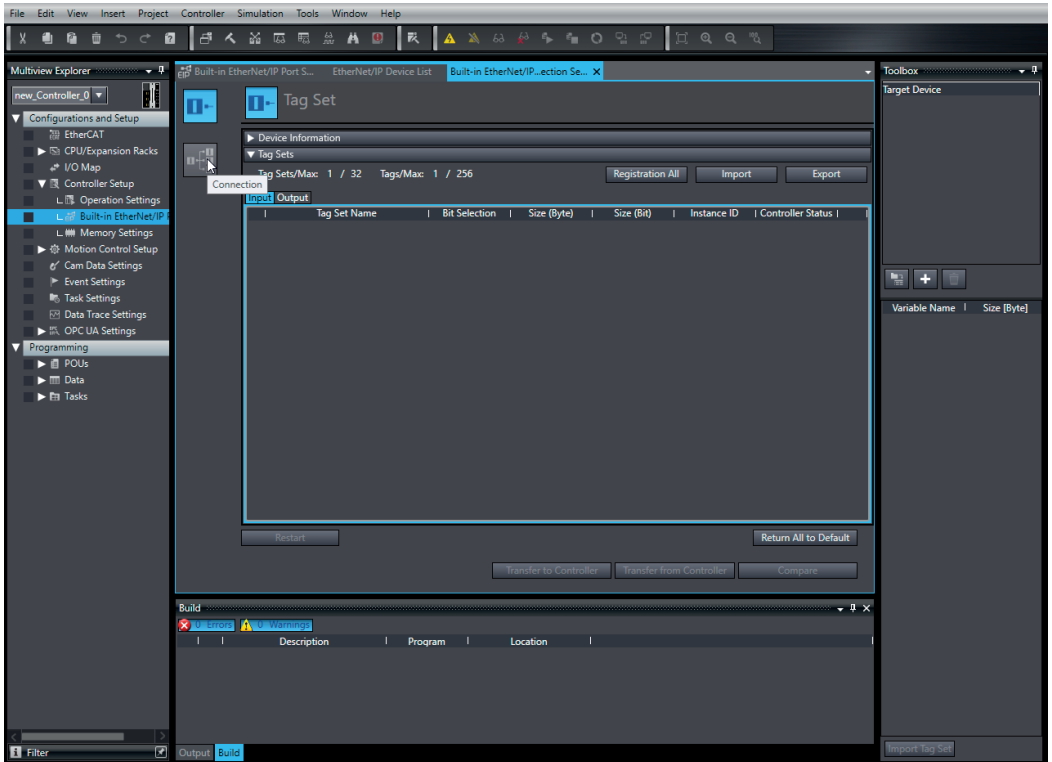 File Edit View Insert Project Controller Simulation Tools Window Help
Multiview Explorer
new_Controller_0
Configurations and Setup
EtherCAT
CPU/Expansion Racks
I/O Map
Controller Setup
Operation Settings
Built-in EtherNet/IP
Memory Settings
Motion Control Setup
Cam Data Settings
Event Settings
Task Settings
Data Trace Settings
OPC UA Settings
Programming
POUs
Data
Tasks
Filter
Built-in EtherNet/IP Port S... EtherNet/IP Device List Built-in EtherNet/IP...ection Se...
Tag Set
Device Information
Tag Sets
Tag Sets/Max: 1 / 32 Tags/Max: 1 / 256 Registration All Import Export
Connection
Input Output
Tag Set Name Bit Selection Size (Byte) Size (Bit) Instance ID Controller Status
Restart Return All to Default
Transfer to Controller Transfer from Controller Compare
Build
0 Errors 0 Warnings
Description Program Location
Output Build
Toolbox
Target Device
Variable Name Size [Byte]
Import Tag Set